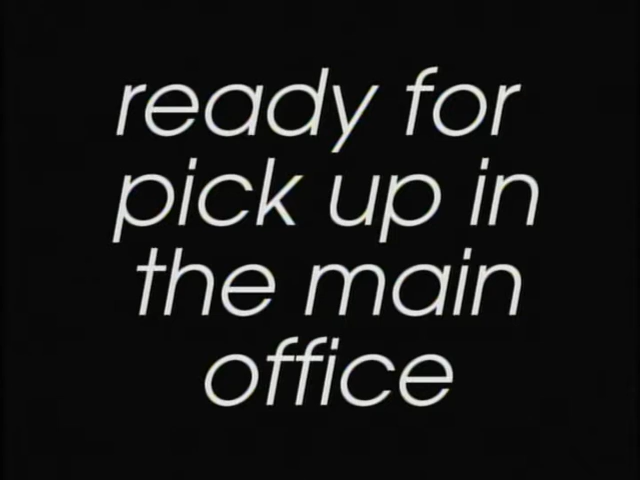 ready for
pick up in
the main
office